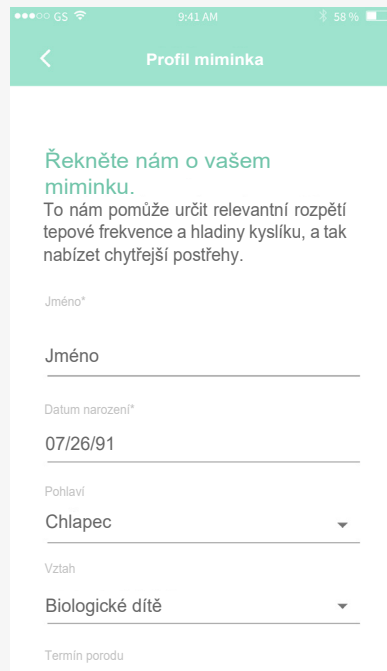 GS 9:41 AM 58 %
Profil miminka
Řekněte nám o vašem
miminku.
To nám pomůže určit relevantní rozpětí
tepové frekvence a hladiny kyslíku, a tak
nabízet chytřejší postřehy.
Jméno*
Jméno
Datum narození*
07/26/91
Pohlaví
Chlapec
Vztah
Biologické dítě
Termín porodu